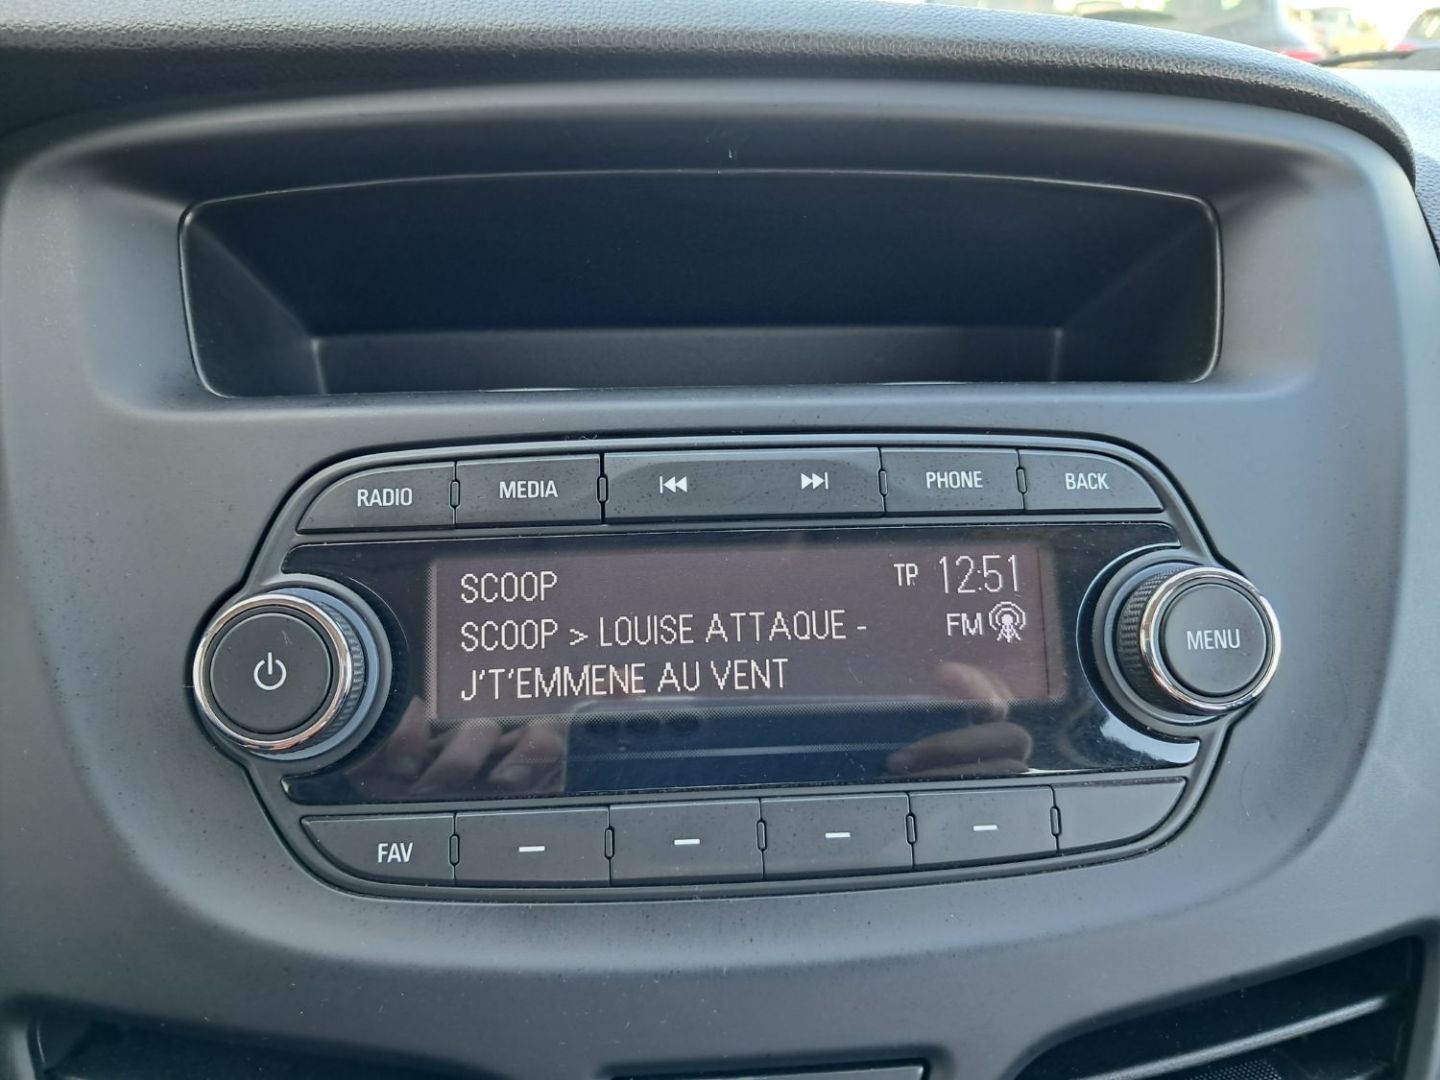 RADIO MEDIA PHONE BACK
SCOOP TP 12:51
SCOOP > LOUISE ATTAQUE - FM
J'T'EMMENE AU VENT
MENU
FAV